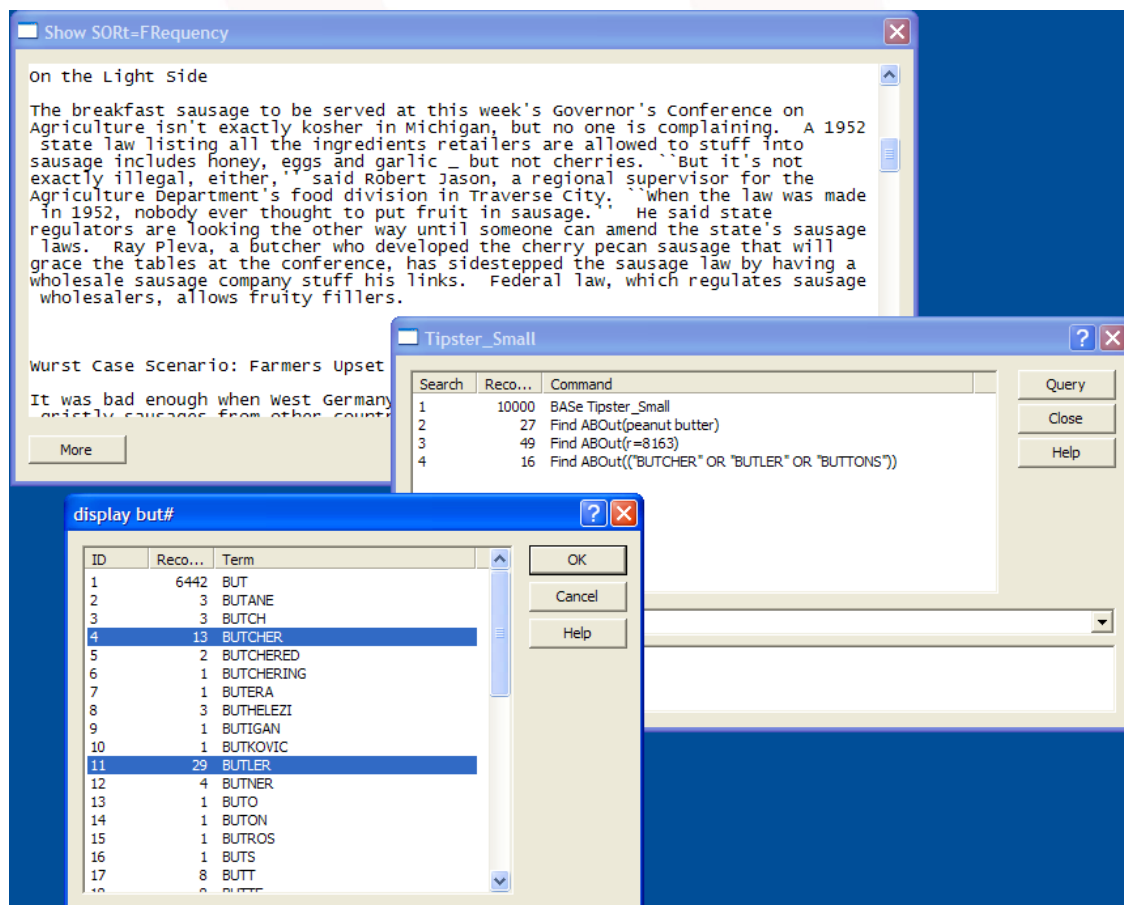 Show SORt=FRequency
On the Light Side
The breakfast sausage to be served at this week's Governor's Conference on
Agriculture isn't exactly kosher in Michigan, but no one is complaining.  A 1952
state law listing all the ingredients retailers are allowed to stuff into
sausage includes honey, eggs and garlic _ but not cherries. ``But it's not
exactly illegal, either,'' said Robert Jason, a regional supervisor for the
Agriculture Department's food division in Traverse City. ``When the law was made
in 1952, nobody ever thought to put fruit in sausage.''  He said state
regulators are looking the other way until someone can amend the state's sausage
laws.  Ray Pleva, a butcher who developed the cherry pecan sausage that will
grace the tables at the conference, has sidestepped the sausage law by having a
wholesale sausage company stuff his links.  Federal law, which regulates sausage
wholesalers, allows fruity fillers.
Wurst Case Scenario: Farmers Upset
It was bad enough when West Germany
gristly sausages from other countr
More
Tipster_Small
Search Reco... Command
1 10000 BASe Tipster_Small
2 27 Find ABOut(peanut butter)
3 49 Find ABOut(r=8163)
4 16 Find ABOut(("BUTCHER" OR "BUTLER" OR "BUTTONS"))
Query
Close
Help
display but#
ID Reco... Term
1 6442 BUT
2 3 BUTANE
3 3 BUTCH
4 13 BUTCHER
5 2 BUTCHERED
6 1 BUTCHERING
7 1 BUTERA
8 3 BUTHELEZI
9 1 BUTIGAN
10 1 BUTKOVIC
11 29 BUTLER
12 4 BUTNER
13 1 BUTO
14 1 BUTON
15 1 BUTROS
16 1 BUTS
17 8 BUTT
OK
Cancel
Help